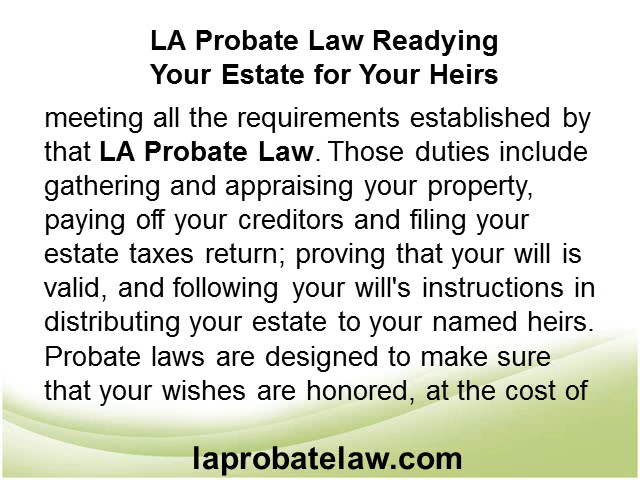 LA Probate Law Readying
Your Estate for Your Heirs
meeting all the requirements established by
that LA Probate Law. Those duties include
gathering and appraising your property,
paying off your creditors and filing your
estate taxes return; proving that your will is
valid, and following your will's instructions in
distributing your estate to your named heirs.
Probate laws are designed to make sure
that your wishes are honored, at the cost of
laprobatelaw.com